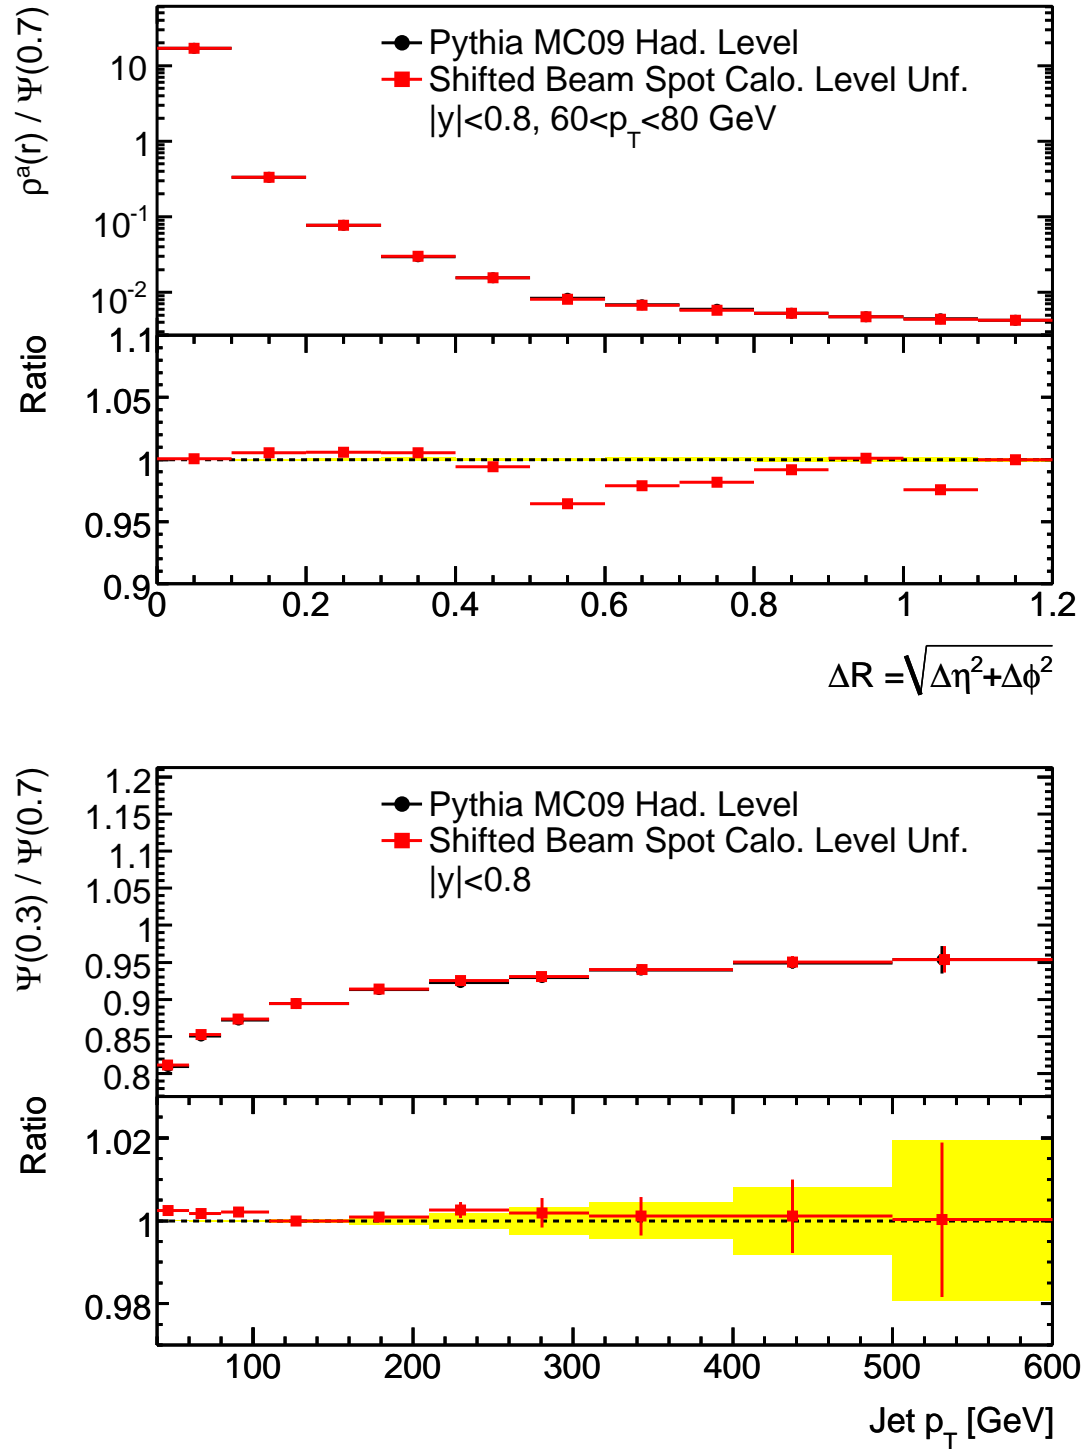 ρᵃ(r) / Ψ(0.7)
10
1
10⁻¹
10⁻²
Pythia MC09 Had. Level
Shifted Beam Spot Calo. Level Unf.
|y|<0.8, 60<p_T<80 GeV
Ratio
1.1
1.05
1
0.95
0.9
0 0.2 0.4 0.6 0.8 1 1.2
ΔR = √Δη²+Δϕ²
Ψ(0.3) / Ψ(0.7)
1.2
1.15
1.1
1.05
1
0.95
0.9
0.85
0.8
Pythia MC09 Had. Level
Shifted Beam Spot Calo. Level Unf.
|y|<0.8
Ratio
1.02
1
0.98
100 200 300 400 500 600
Jet p_T [GeV]